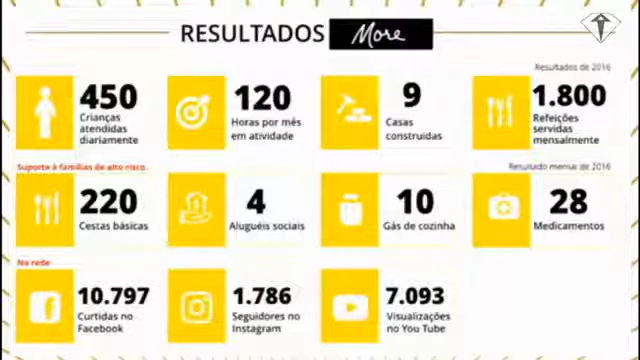 RESULTADOS More
Resultados de 2016
450
Crianças
atendidas
diariamente
120
Horas por mês
em atividade
9
Casas
construidas
1.800
Refeições
servidas
mensalmente
Suporte à famílias de alto risco.
Resultado mensal de 2016
220
Cestas básicas
4
Aluguéis sociais
10
Gás de cozinha
28
Medicamentos
Na rede
10.797
Curtidas no
Facebook
1.786
Seguidores no
Instagram
7.093
Visualizações
no You Tube